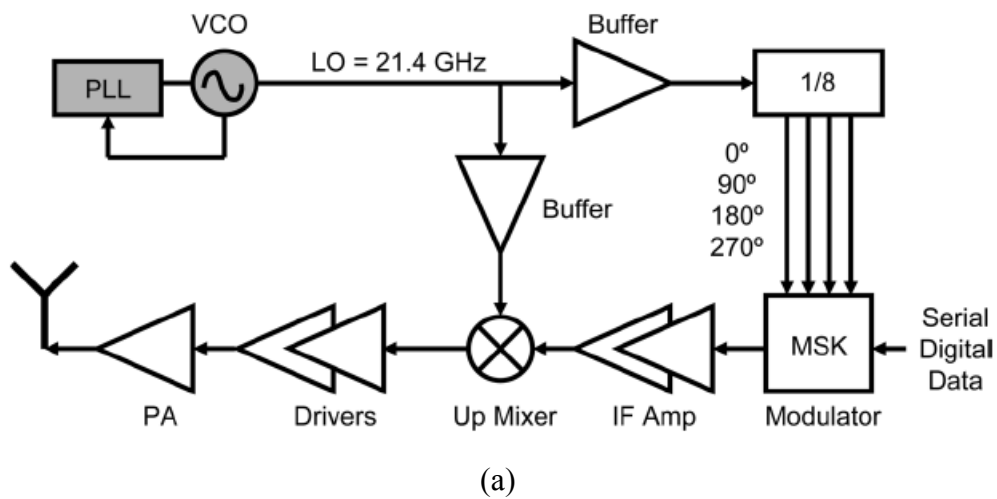 VCO
Buffer
LO = 21.4 GHz
PLL
1/8
0º
90º
180º
270º
Buffer
MSK
Serial
Digital
Data
PA
Drivers
Up Mixer
IF Amp
Modulator
(a)